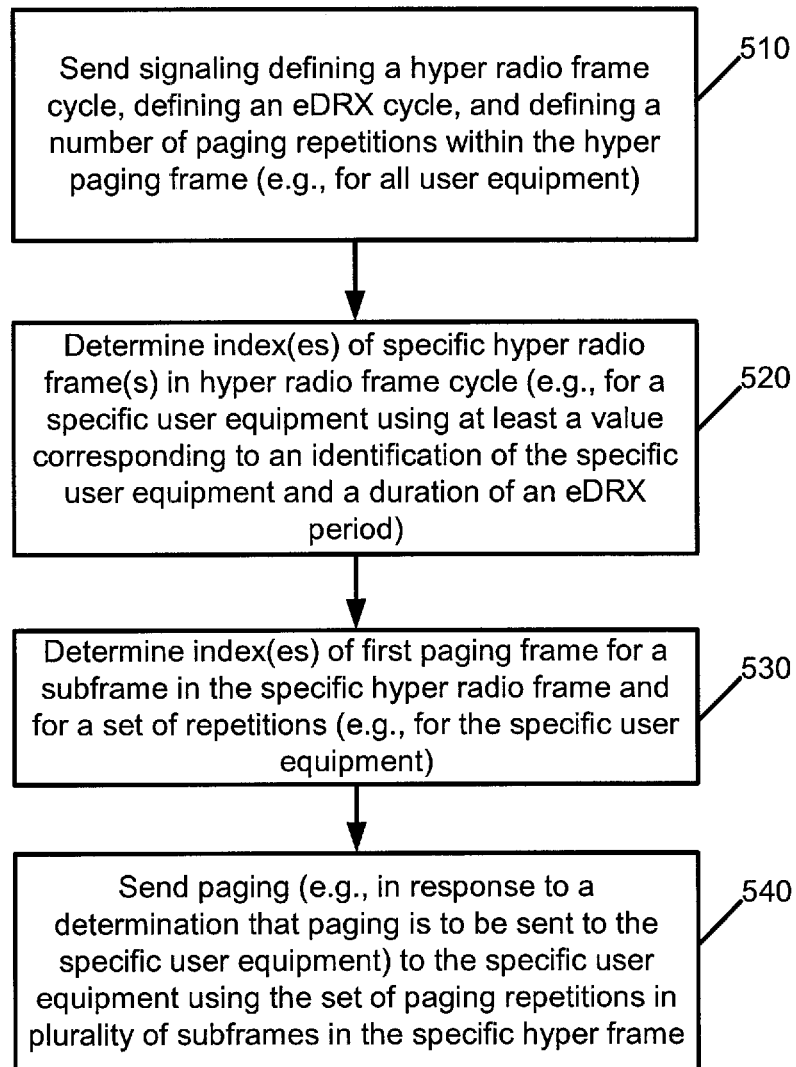 Send signaling defining a hyper radio frame
cycle, defining an eDRX cycle, and defining a
number of paging repetitions within the hyper
paging frame (e.g., for all user equipment)
510
Determine index(es) of specific hyper radio
frame(s) in hyper radio frame cycle (e.g., for a
specific user equipment using at least a value
corresponding to an identification of the specific
user equipment and a duration of an eDRX
period)
520
Determine index(es) of first paging frame for a
subframe in the specific hyper radio frame and
for a set of repetitions (e.g., for the specific user
equipment)
530
Send paging (e.g., in response to a
determination that paging is to be sent to the
specific user equipment) to the specific user
equipment using the set of paging repetitions in
plurality of subframes in the specific hyper frame
540